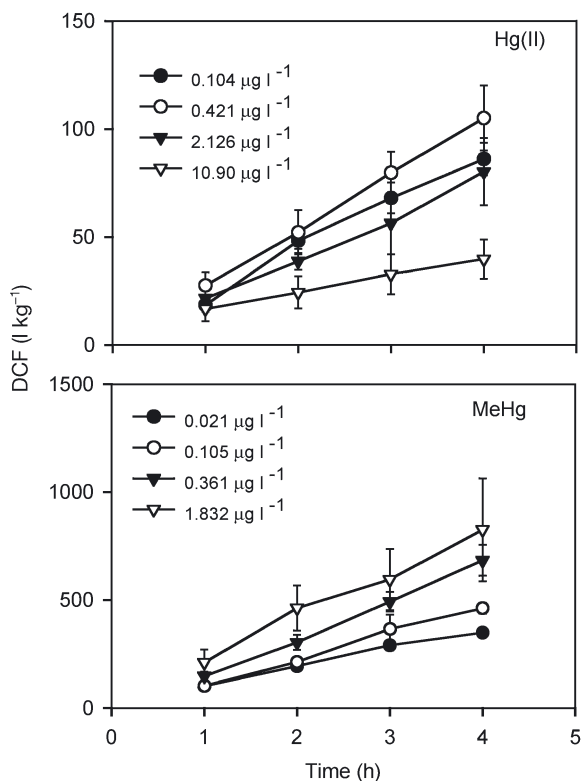 150
Hg(II)
0.104 µg l⁻¹
0.421 µg l⁻¹
2.126 µg l⁻¹
10.90 µg l⁻¹
100
50
0
DCF (l kg⁻¹)
1500
MeHg
0.021 µg l⁻¹
0.105 µg l⁻¹
0.361 µg l⁻¹
1.832 µg l⁻¹
1000
500
0
0 1 2 3 4 5
Time (h)